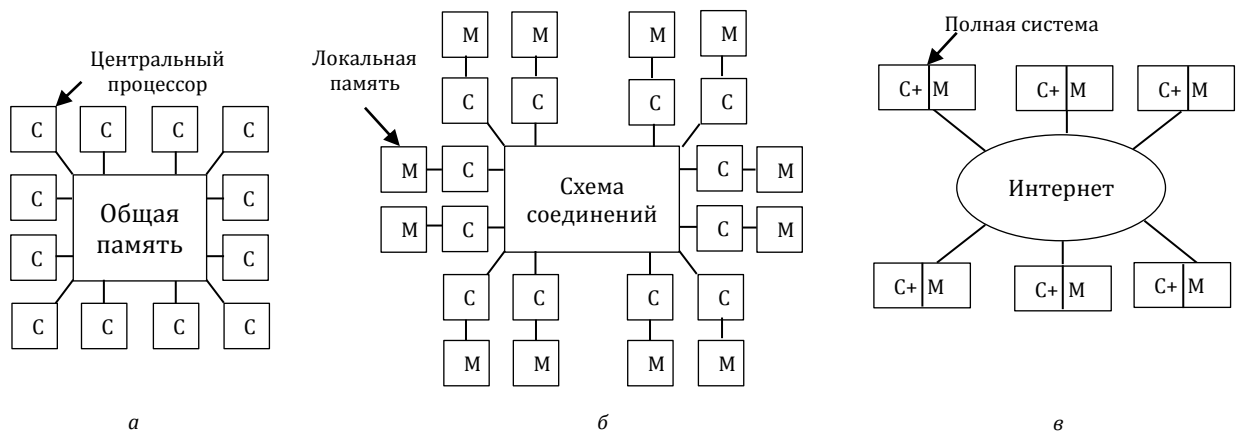 Центральный
процессор
С С С С
С С
Общая
память
С С
С С С С
а
Локальная
память
М М М М
С С С С
М С С М
Схема
соединений
М С С М
С С С С
М М М М
б
Полная система
С+ М С+ М С+ М
Интернет
С+ М С+ М С+ М
в